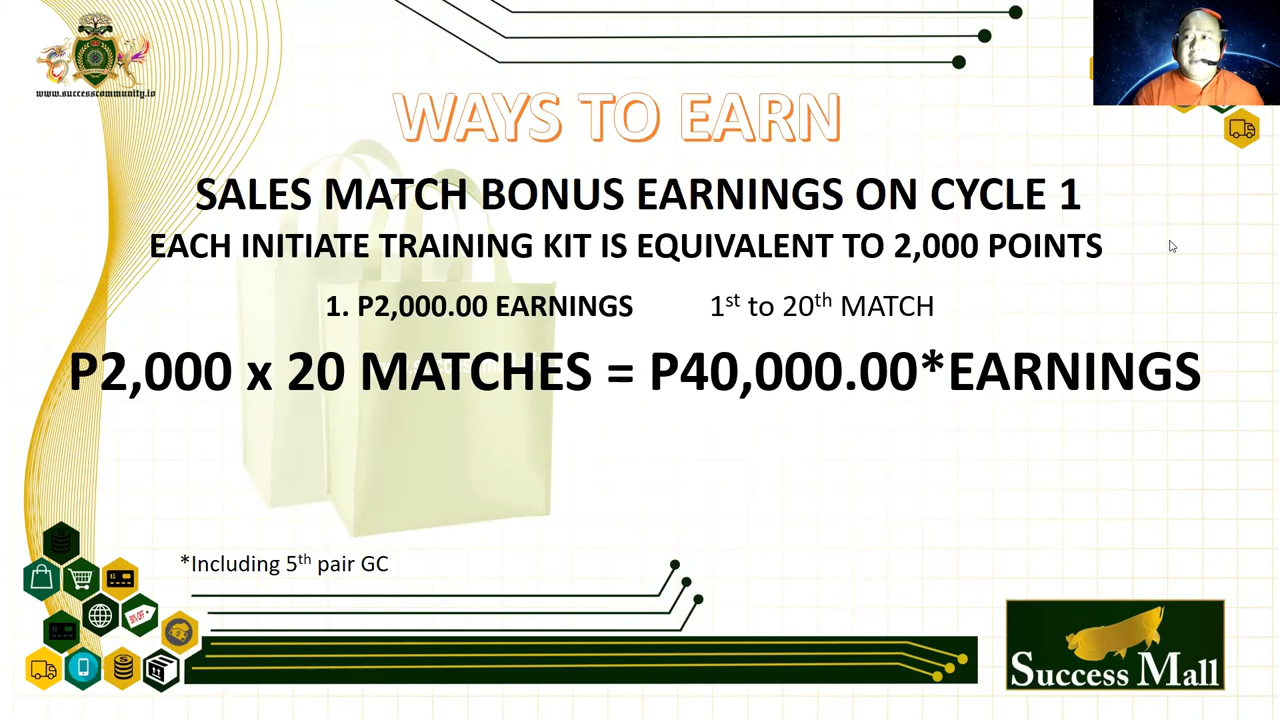 www.successcommunity.io
WAYS TO EARN
SALES MATCH BONUS EARNINGS ON CYCLE 1
EACH INITIATE TRAINING KIT IS EQUIVALENT TO 2,000 POINTS
1. P2,000.00 EARNINGS 1st to 20th MATCH
P2,000 x 20 MATCHES = P40,000.00*EARNINGS
*Including 5th pair GC
Success Mall